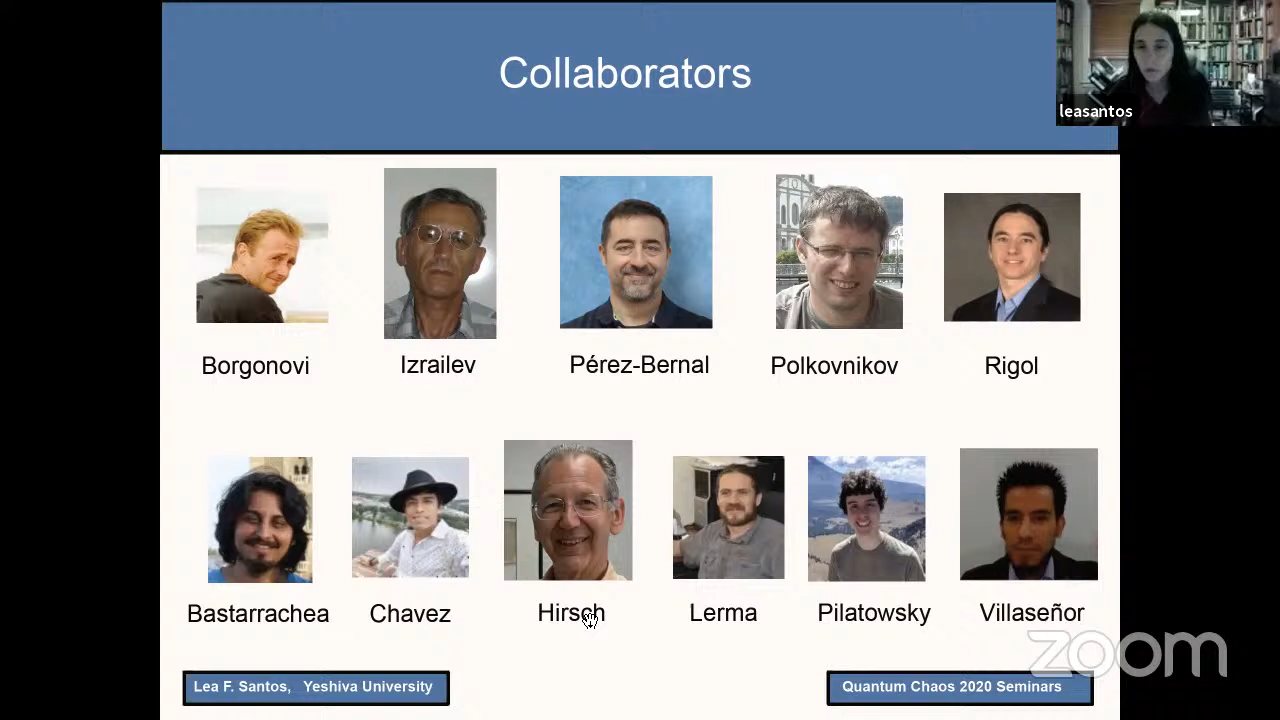 Collaborators
leasantos
Borgonovi
Izrailev
Pérez-Bernal
Polkovnikov
Rigol
Bastarrachea
Chavez
Hirsch
Lerma
Pilatowsky
Villaseñor
zoom
Lea F. Santos, Yeshiva University
Quantum Chaos 2020 Seminars